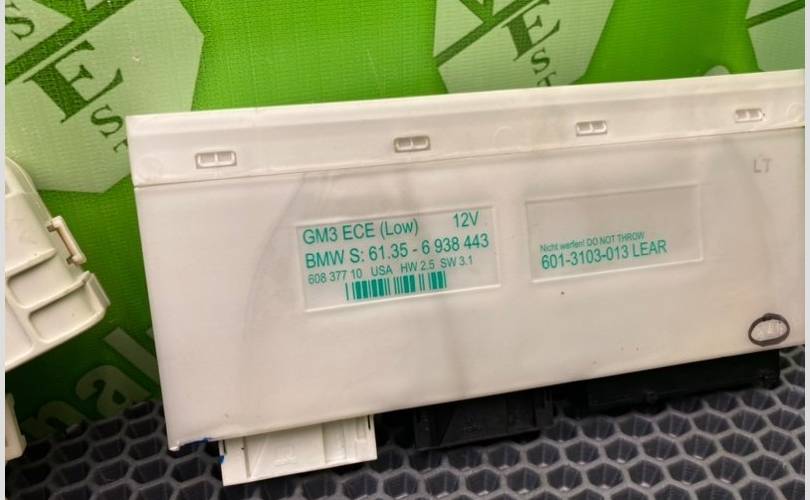 GM3 ECE (Low) 12V
BMW S: 61.35 - 6 938 443
608 377 10 USA HW 2.5 SW 3.1
Nicht werfen! DO NOT THROW
601-3103-013 LEAR
LT